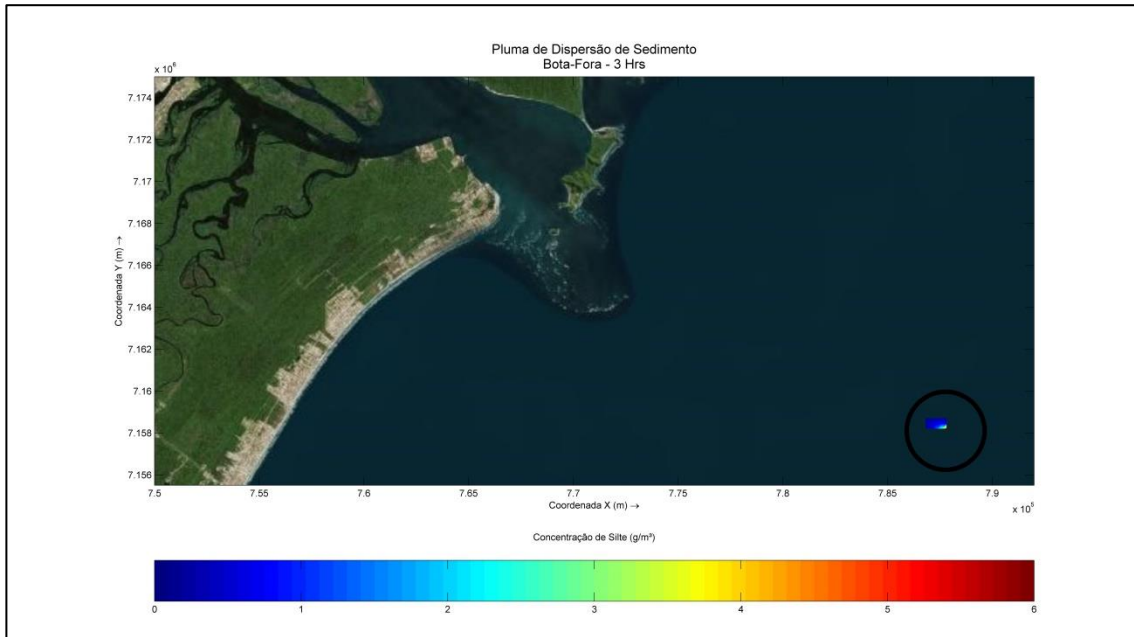 Pluma de Dispersão de Sedimento
Bota-Fora - 3 Hrs
x 10⁶
7.174
7.172
7.17
7.168
7.166
7.164
7.162
7.16
7.158
7.156
Coordenada Y (m) →
7.5 7.55 7.6 7.65 7.7 7.75 7.8 7.85 7.9
Coordenada X (m) →
x 10⁵
Concentração de Silte (g/m³)
0 1 2 3 4 5 6